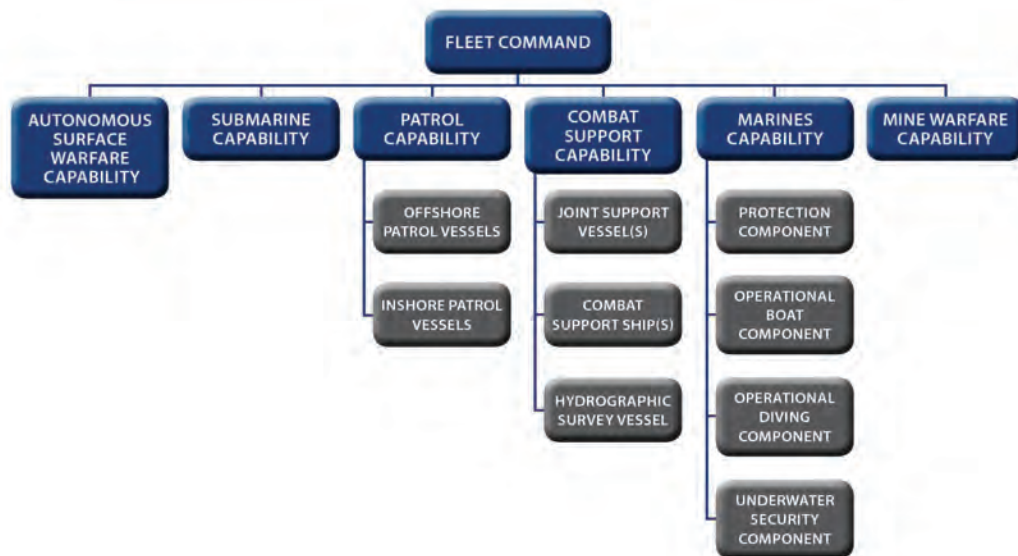 FLEET COMMAND
AUTONOMOUS
SURFACE
WARFARE
CAPABILITY
SUBMARINE
CAPABILITY
PATROL
CAPABILITY
COMBAT
SUPPORT
CAPABILITY
MARINES
CAPABILITY
MINE WARFARE
CAPABILITY
OFFSHORE
PATROL VESSELS
INSHORE PATROL
VESSELS
JOINT SUPPORT
VESSEL(S)
COMBAT
SUPPORT SHIP(S)
HYDROGRAPHIC
SURVEY VESSEL
PROTECTION
COMPONENT
OPERATIONAL
BOAT
COMPONENT
OPERATIONAL
DIVING
COMPONENT
UNDERWATER
SECURITY
COMPONENT